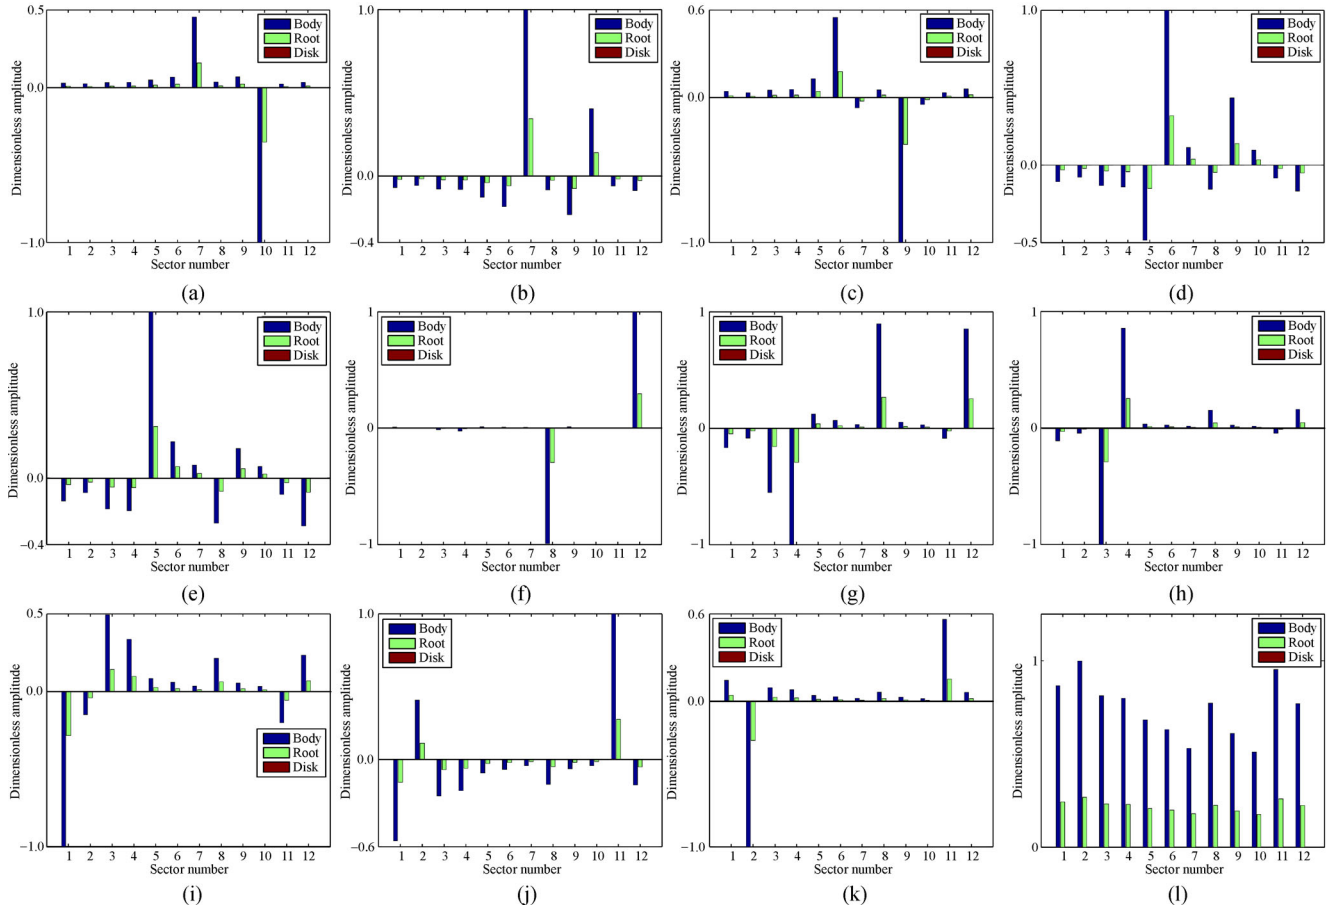 0.5
Body
Root
Disk
Dimensionless amplitude
0.0
−1.0
1 2 3 4 5 6 7 8 9 10 11 12
Sector number
(a)
1.0
Body
Root
Disk
Dimensionless amplitude
0.0
−0.4
1 2 3 4 5 6 7 8 9 10 11 12
Sector number
(b)
0.6
Body
Root
Disk
Dimensionless amplitude
0.0
−1.0
1 2 3 4 5 6 7 8 9 10 11 12
Sector number
(c)
1.0
Body
Root
Disk
Dimensionless amplitude
0.0
−0.5
1 2 3 4 5 6 7 8 9 10 11 12
Sector number
(d)
1.0
Body
Root
Disk
Dimensionless amplitude
0.0
−0.4
1 2 3 4 5 6 7 8 9 10 11 12
Sector number
(e)
1
Body
Root
Disk
Dimensionless amplitude
0
−1
1 2 3 4 5 6 7 8 9 10 11 12
Sector number
(f)
1
Body
Root
Disk
Dimensionless amplitude
0
−1
1 2 3 4 5 6 7 8 9 10 11 12
Sector number
(g)
1
Body
Root
Disk
Dimensionless amplitude
0
−1
1 2 3 4 5 6 7 8 9 10 11 12
Sector number
(h)
0.5
Dimensionless amplitude
0.0
Body
Root
Disk
−1.0
1 2 3 4 5 6 7 8 9 10 11 12
Sector number
(i)
1.0
Body
Root
Disk
Dimensionless amplitude
0.0
−0.6
1 2 3 4 5 6 7 8 9 10 11 12
Sector number
(j)
0.6
Body
Root
Disk
Dimensionless amplitude
0.0
−1.0
1 2 3 4 5 6 7 8 9 10 11 12
Sector number
(k)
Body
Root
Disk
1
Dimensionless amplitude
0
1 2 3 4 5 6 7 8 9 10 11 12
Sector number
(l)